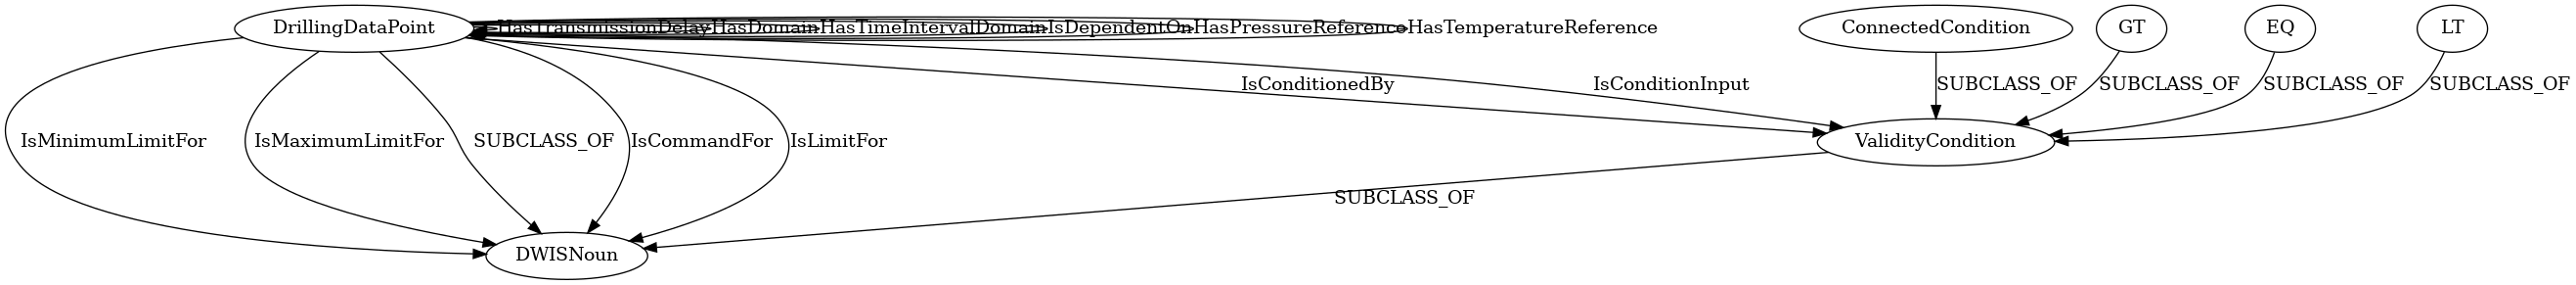 DrillingDataPoint
HasTransmissionDelay
HasDomain
HasTimeIntervalDomain
IsDependentOn
HasPressureReference
HasTemperatureReference
ConnectedCondition
GT
EQ
LT
IsConditionedBy
IsConditionInput
SUBCLASS_OF
SUBCLASS_OF
SUBCLASS_OF
SUBCLASS_OF
IsMinimumLimitFor
IsMaximumLimitFor
SUBCLASS_OF
IsCommandFor
IsLimitFor
ValidityCondition
SUBCLASS_OF
DWISNoun